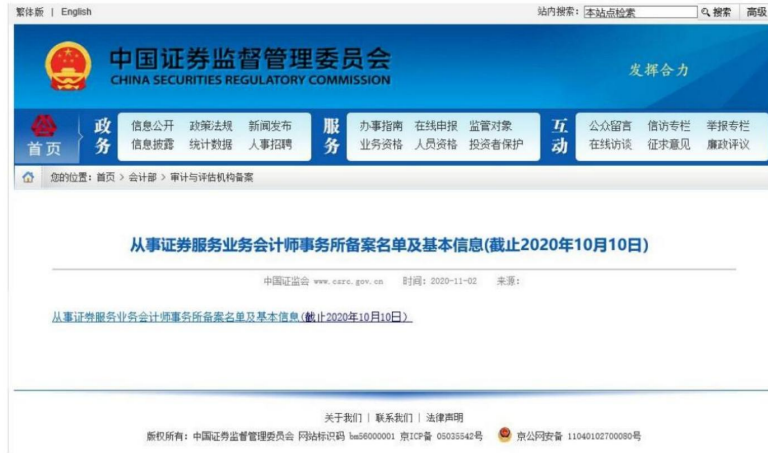 繁体版 | English 站内搜索: 本站点检索 搜索 高级
中国证券监督管理委员会
CHINA SECURITIES REGULATORY COMMISSION
发挥合力
首页 政务 信息公开 政策法规 新闻发布 服务 办事指南 在线申报 监管对象 互动 公众留言 信访专栏 举报专栏
信息披露 统计数据 人事招聘 业务资格 人员资格 投资者保护 在线访谈 征求意见 廉政评议
您的位置: 首页 > 会计部 > 审计与评估机构备案
从事证券服务业务会计师事务所备案名单及基本信息(截止2020年10月10日)
中国证监会 www.csrc.gov.cn 时间: 2020-11-02 来源:
从事证券服务业务会计师事务所备案名单及基本信息(截止2020年10月10日)
关于我们 | 联系我们 | 法律声明
版权所有: 中国证券监督管理委员会 网站标识码 bm56000001 京ICP备 05035542号 京公网安备 11040102700080号